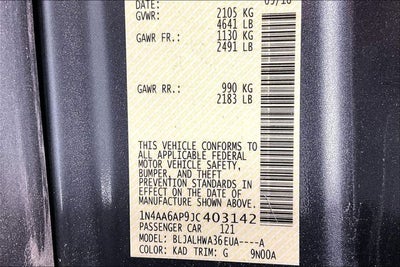 DATE: 09/18
GVWR: 2105 KG
4641 LB
GAWR FR.: 1130 KG
2491 LB
GAWR RR.: 990 KG
2183 LB
THIS VEHICLE CONFORMS TO
ALL APPLICABLE FEDERAL
MOTOR VEHICLE SAFETY,
BUMPER, AND THEFT
PREVENTION STANDARDS IN
EFFECT ON THE DATE OF
MANUFACTURE SHOWN ABOVE.
1N4AA6AP9JC403142
PASSENGER CAR 121
MODEL: BLJALHWA36EUA----A
COLOR: KAD TRIM: G 9N00A